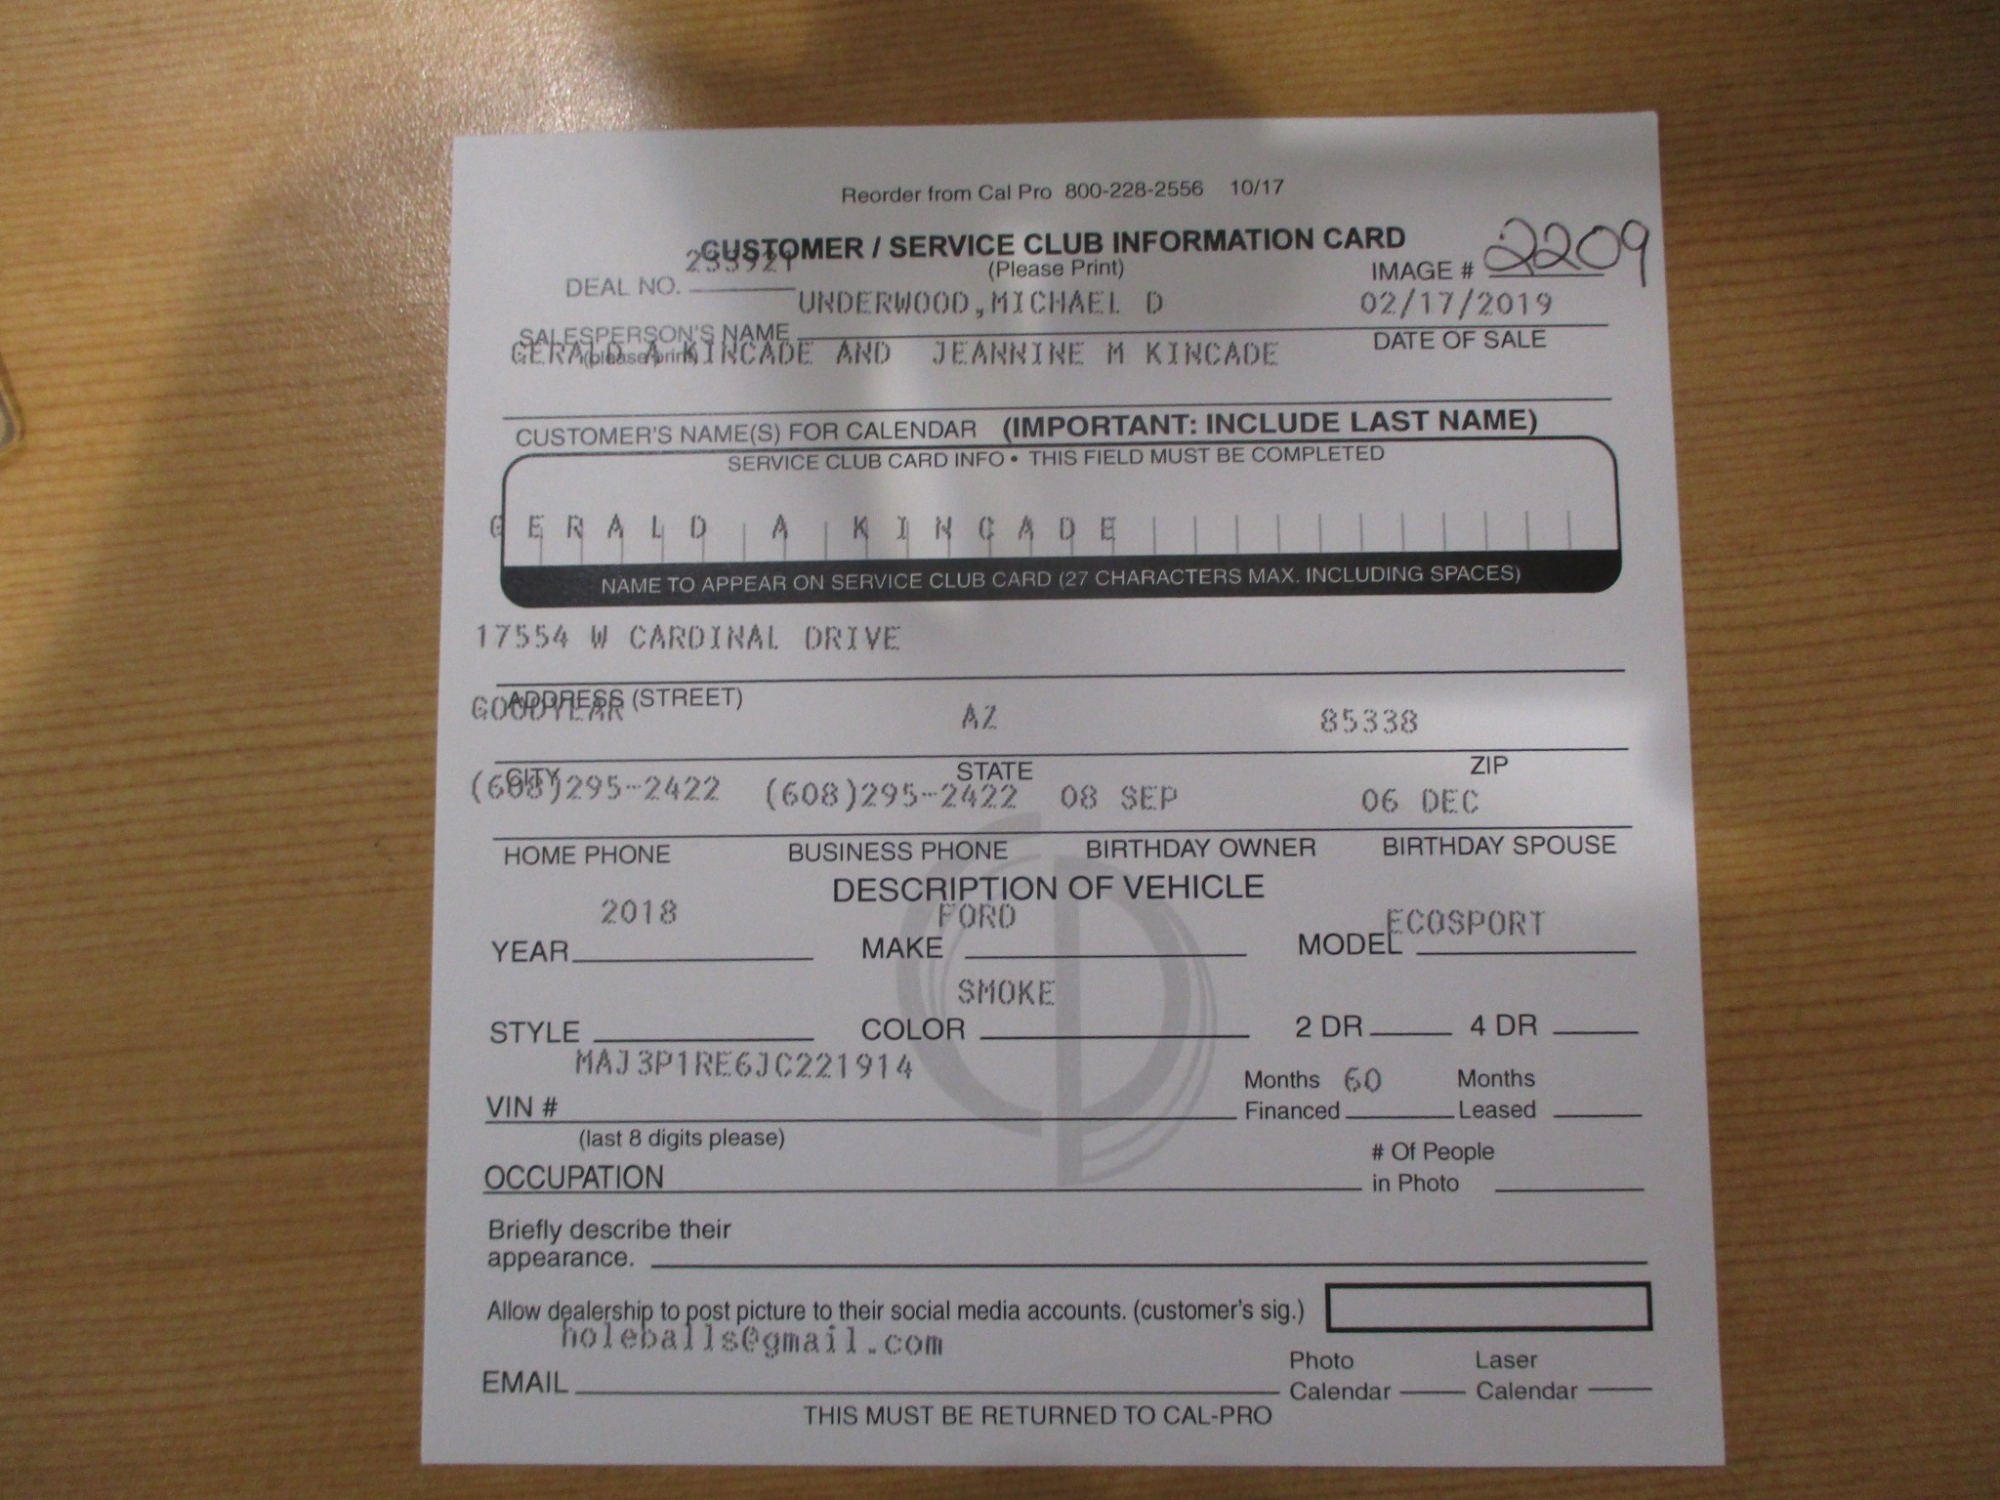 Reorder from Cal Pro 800-228-2556 10/17
CUSTOMER / SERVICE CLUB INFORMATION CARD
(Please Print)
DEAL NO. 233921
IMAGE # 2209
UNDERWOOD,MICHAEL D 02/17/2019
SALESPERSON'S NAME DATE OF SALE
(please print)
GERALD A KINCADE AND JEANNINE M KINCADE
CUSTOMER'S NAME(S) FOR CALENDAR (IMPORTANT: INCLUDE LAST NAME)
SERVICE CLUB CARD INFO • THIS FIELD MUST BE COMPLETED
GERALD A KINCADE
NAME TO APPEAR ON SERVICE CLUB CARD (27 CHARACTERS MAX. INCLUDING SPACES)
17554 W CARDINAL DRIVE
ADDRESS (STREET)
GOODYEAR AZ 85338
CITY STATE ZIP
(608)295-2422 (608)295-2422 08 SEP 06 DEC
HOME PHONE BUSINESS PHONE BIRTHDAY OWNER BIRTHDAY SPOUSE
DESCRIPTION OF VEHICLE
2018 FORD ECOSPORT
YEAR MAKE MODEL
SMOKE
STYLE COLOR 2 DR 4 DR
MAJ3P1RE6JC221914
Months 60 Months
VIN # Financed Leased
(last 8 digits please)
# Of People
OCCUPATION in Photo
Briefly describe their
appearance.
Allow dealership to post picture to their social media accounts. (customer's sig.)
holeballs@gmail.com
Photo Laser
EMAIL Calendar Calendar
THIS MUST BE RETURNED TO CAL-PRO